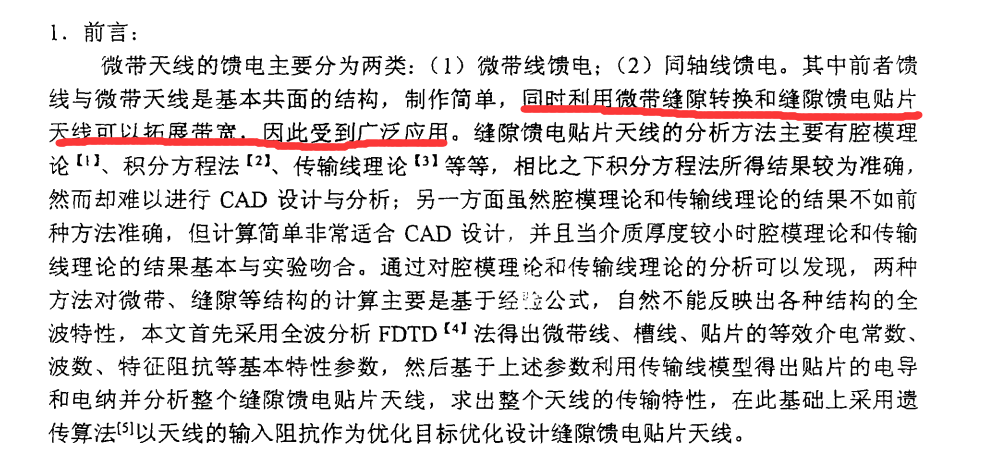 1．前言：
微带天线的馈电主要分为两类：（1）微带线馈电；（2）同轴线馈电。其中前者馈
线与微带天线是基本共面的结构，制作简单，同时利用微带缝隙转换和缝隙馈电贴片
天线可以拓展带宽，因此受到广泛应用。缝隙馈电贴片天线的分析方法主要有腔模理
论【1】、积分方程法【2】、传输线理论【3】等等，相比之下积分方程法所得结果较为准确，
然而却难以进行 CAD 设计与分析；另一方面虽然腔模理论和传输线理论的结果不如前
种方法准确，但计算简单非常适合 CAD 设计，并且当介质厚度较小时腔模理论和传输
线理论的结果基本与实验吻合。通过对腔模理论和传输线理论的分析可以发现，两种
方法对微带、缝隙等结构的计算主要是基于经验公式，自然不能反映出各种结构的全
波特性，本文首先采用全波分析 FDTD【4】法得出微带线、槽线、贴片的等效介电常数、
波数、特征阻抗等基本特性参数，然后基于上述参数利用传输线模型得出贴片的电导
和电纳并分析整个缝隙馈电贴片天线，求出整个天线的传输特性，在此基础上采用遗
传算法[5]以天线的输入阻抗作为优化目标优化设计缝隙馈电贴片天线。